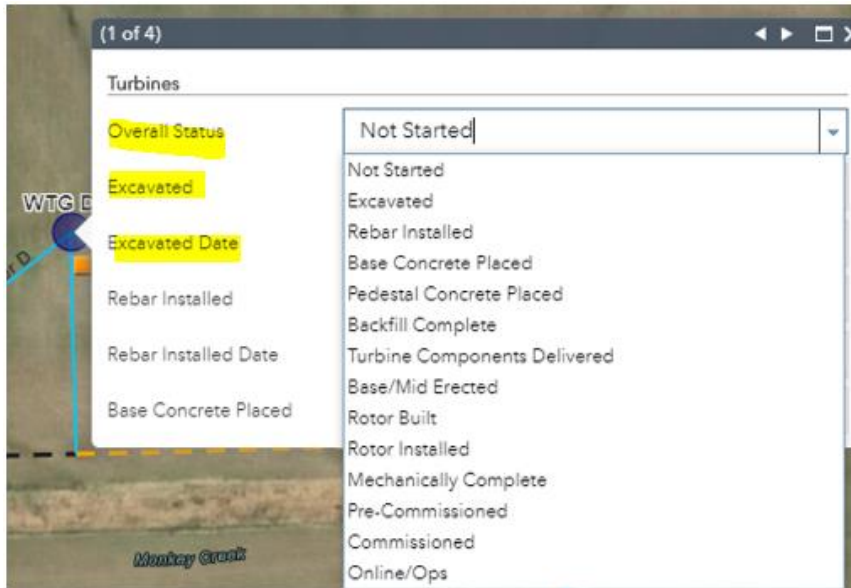 (1 of 4)
Turbines
Overall Status
Not Started
Excavated
Excavated Date
Rebar Installed
Rebar Installed Date
Base Concrete Placed
Not Started
Excavated
Rebar Installed
Base Concrete Placed
Pedestal Concrete Placed
Backfill Complete
Turbine Components Delivered
Base/Mid Erected
Rotor Built
Rotor Installed
Mechanically Complete
Pre-Commissioned
Commissioned
Online/Ops
WTG D
or D
Monkey Creek